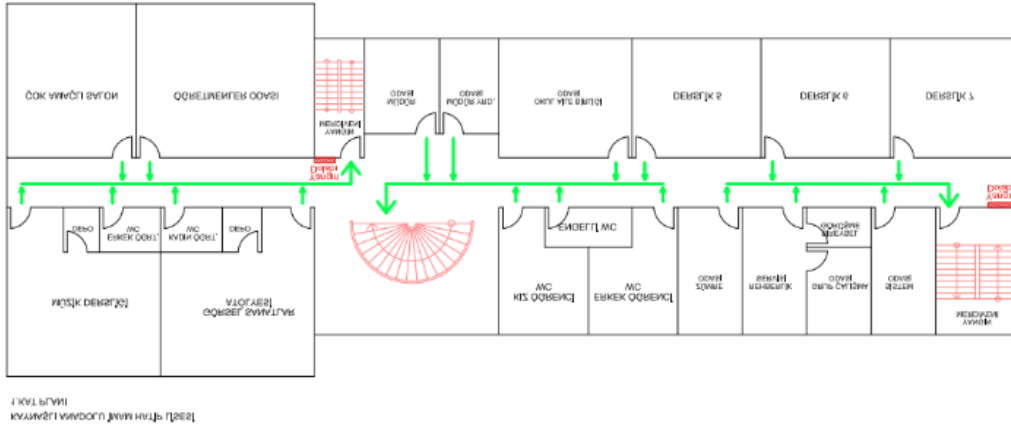 ÇOK AMAÇLI SALON
ÖĞRETMENLER ODASI
YANGIN
MERDİVENİ
MÜDÜR
ODASI
MÜDÜR YRD.
ODASI
OKUL AİLE BİRLİĞİ
ODASI
DERSLİK 5
DERSLİK 6
DERSLİK 7
Yangın
Dolabı
Yangın
Dolabı
DEPO
ERKEK ÖĞRT.
WC
KADIN ÖĞRT.
WC
DEPO
MÜZİK DERSLİĞİ
GÖRSEL SANATLAR
ATÖLYESİ
ENGELLİ WC
KIZ ÖĞRENCİ
WC
ERKEK ÖĞRENCİ
WC
ZÜMRE
ODASI
REHBERLİK
SERVİSİ
BİREYSEL
GÖRÜŞME
GRUP ÇALIŞMA
ODASI
SİSTEM
ODASI
YANGIN
MERDİVENİ
KAYNAŞLI ANADOLU İMAM HATİP LİSESİ
1.KAT PLANI